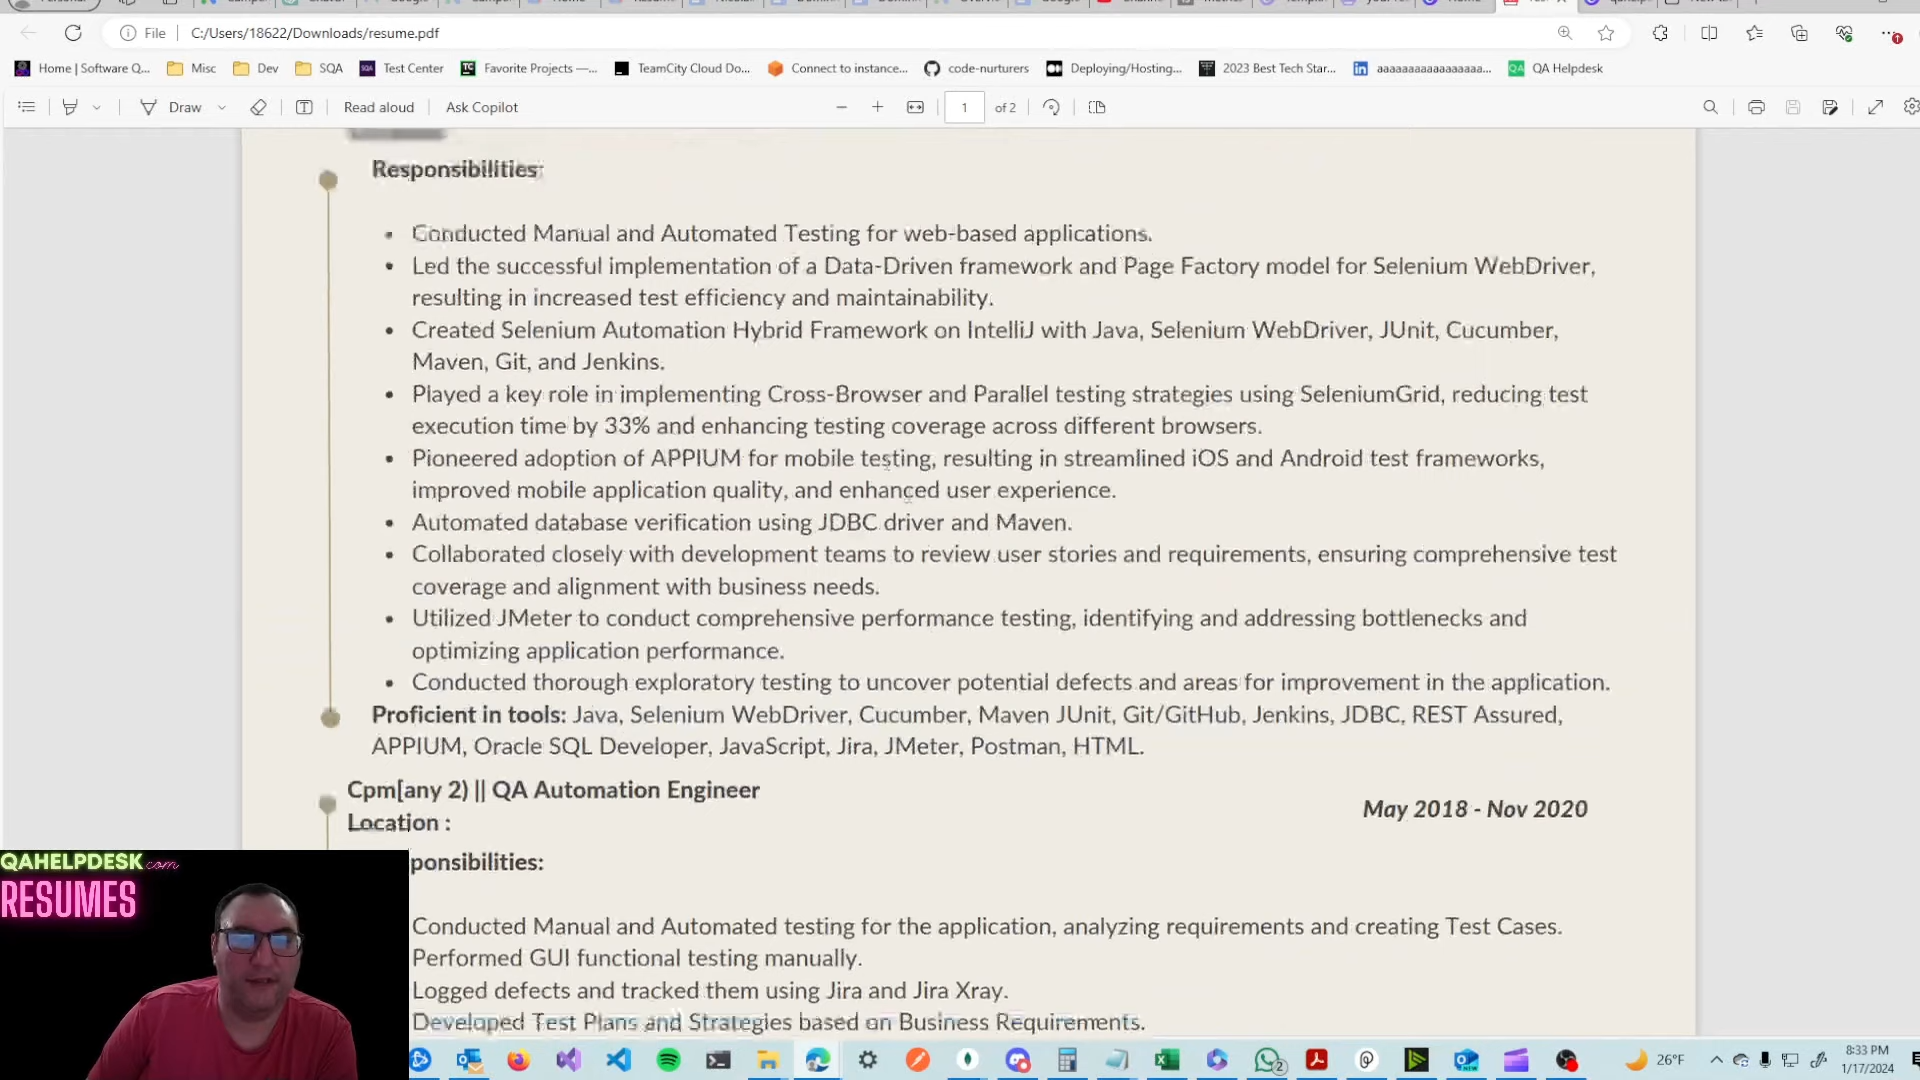 File C:/Users/18622/Downloads/resume.pdf
Home | Software Q... Misc Dev SQA Test Center Favorite Projects —... TeamCity Cloud Do... Connect to instance... code-nurturers Deploying/Hosting... 2023 Best Tech Star... aaaaaaaaaaaaaaaaa... QA Helpdesk
Draw Read aloud Ask Copilot 1 of 2
Responsibilities:
Conducted Manual and Automated Testing for web-based applications.
Led the successful implementation of a Data-Driven framework and Page Factory model for Selenium WebDriver,
resulting in increased test efficiency and maintainability.
Created Selenium Automation Hybrid Framework on IntelliJ with Java, Selenium WebDriver, JUnit, Cucumber,
Maven, Git, and Jenkins.
Played a key role in implementing Cross-Browser and Parallel testing strategies using SeleniumGrid, reducing test
execution time by 33% and enhancing testing coverage across different browsers.
Pioneered adoption of APPIUM for mobile testing, resulting in streamlined iOS and Android test frameworks,
improved mobile application quality, and enhanced user experience.
Automated database verification using JDBC driver and Maven.
Collaborated closely with development teams to review user stories and requirements, ensuring comprehensive test
coverage and alignment with business needs.
Utilized JMeter to conduct comprehensive performance testing, identifying and addressing bottlenecks and
optimizing application performance.
Conducted thorough exploratory testing to uncover potential defects and areas for improvement in the application.
Proficient in tools: Java, Selenium WebDriver, Cucumber, Maven JUnit, Git/GitHub, Jenkins, JDBC, REST Assured,
APPIUM, Oracle SQL Developer, JavaScript, Jira, JMeter, Postman, HTML.
Cpm[any 2) || QA Automation Engineer
May 2018 - Nov 2020
Location :
ponsibilities:
Conducted Manual and Automated testing for the application, analyzing requirements and creating Test Cases.
Performed GUI functional testing manually.
Logged defects and tracked them using Jira and Jira Xray.
Developed Test Plans and Strategies based on Business Requirements.
QAHELPDESK.com
RESUMES
26°F
8:33 PM
1/17/2024